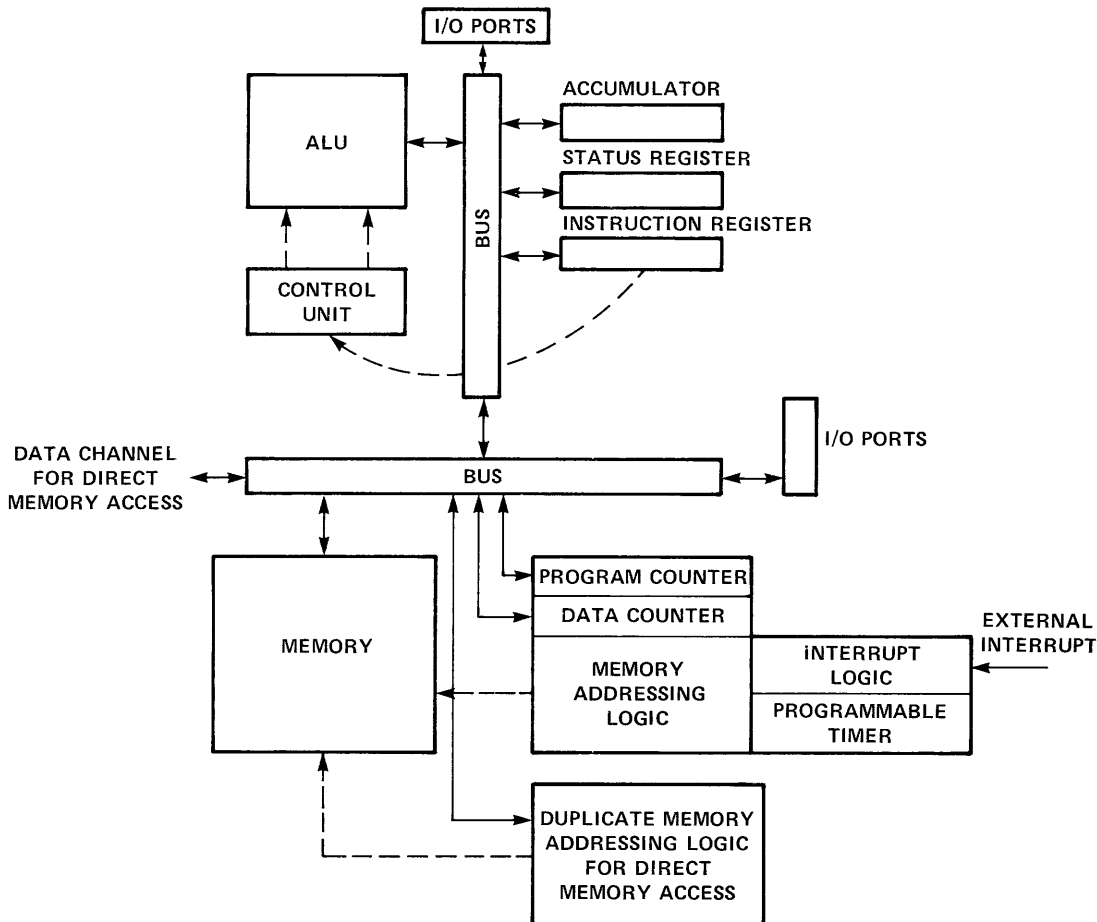 I/O PORTS
ACCUMULATOR
ALU
STATUS REGISTER
INSTRUCTION REGISTER
BUS
CONTROL
UNIT
I/O PORTS
DATA CHANNEL
FOR DIRECT
MEMORY ACCESS
BUS
PROGRAM COUNTER
DATA COUNTER
MEMORY
MEMORY
ADDRESSING
LOGIC
INTERRUPT
LOGIC
EXTERNAL
INTERRUPT
PROGRAMMABLE
TIMER
DUPLICATE MEMORY
ADDRESSING LOGIC
FOR DIRECT
MEMORY ACCESS